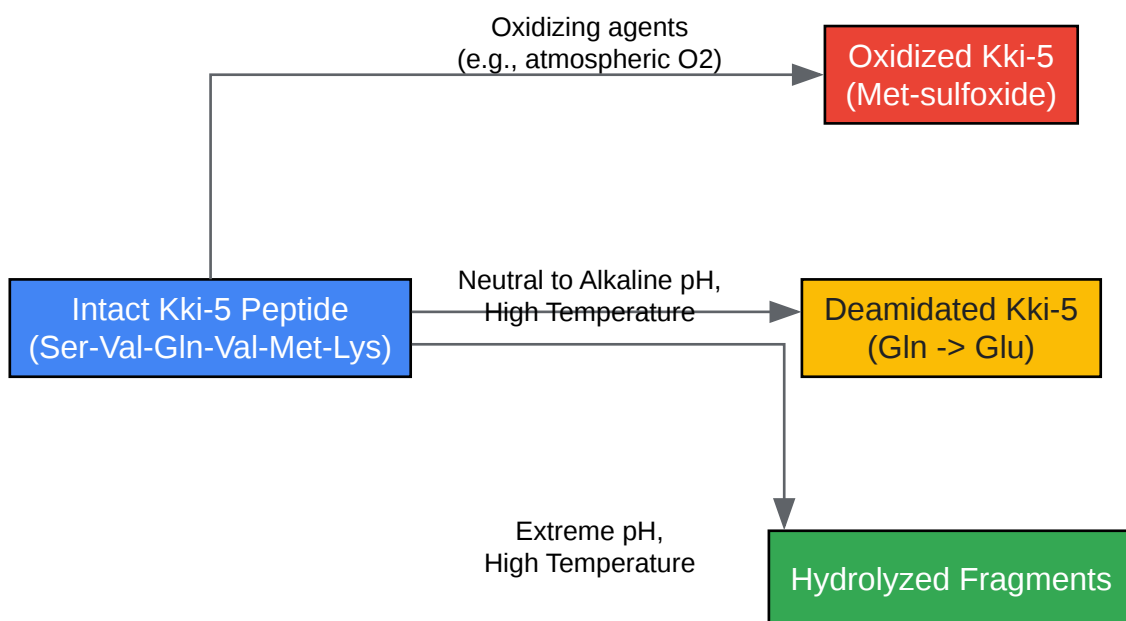 Oxidizing agents
(e.g., atmospheric O2)
Oxidized Kki-5
(Met-sulfoxide)
Intact Kki-5 Peptide
(Ser-Val-Gln-Val-Met-Lys)
Neutral to Alkaline pH,
High Temperature
Deamidated Kki-5
(Gln -> Glu)
Extreme pH,
High Temperature
Hydrolyzed Fragments